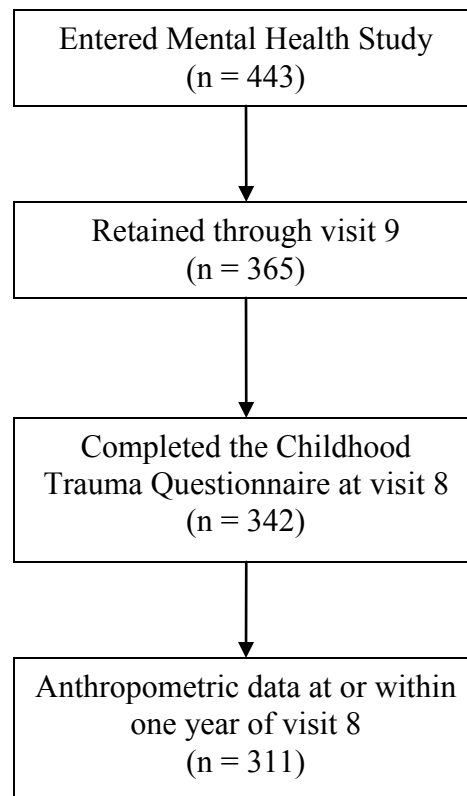 Entered Mental Health Study
(n = 443)
Retained through visit 9
(n = 365)
Completed the Childhood
Trauma Questionnaire at visit 8
(n = 342)
Anthropometric data at or within
one year of visit 8
(n = 311)